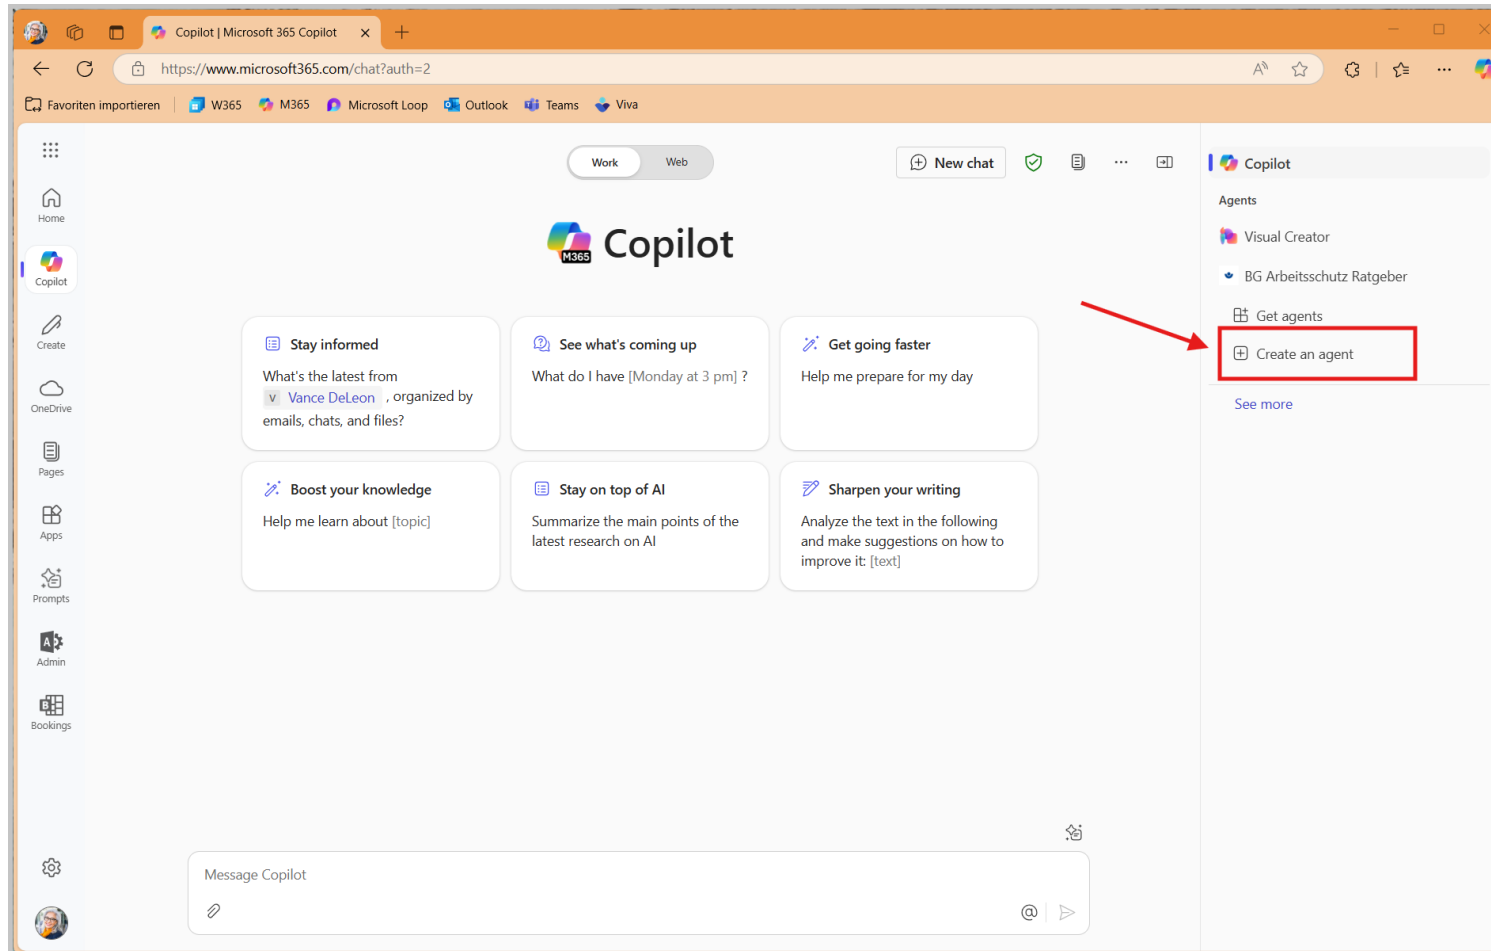 Copilot | Microsoft 365 Copilot
https://www.microsoft365.com/chat?auth=2
Favoriten importieren
W365
M365
Microsoft Loop
Outlook
Teams
Viva
Home
Copilot
Create
OneDrive
Pages
Apps
Prompts
Admin
Bookings
Work
Web
New chat
M365
Copilot
Stay informed
What's the latest from
V Vance DeLeon , organized by
emails, chats, and files?
See what's coming up
What do I have [Monday at 3 pm] ?
Get going faster
Help me prepare for my day
Boost your knowledge
Help me learn about [topic]
Stay on top of AI
Summarize the main points of the
latest research on AI
Sharpen your writing
Analyze the text in the following
and make suggestions on how to
improve it: [text]
Message Copilot
Copilot
Agents
Visual Creator
BG Arbeitsschutz Ratgeber
Get agents
Create an agent
See more